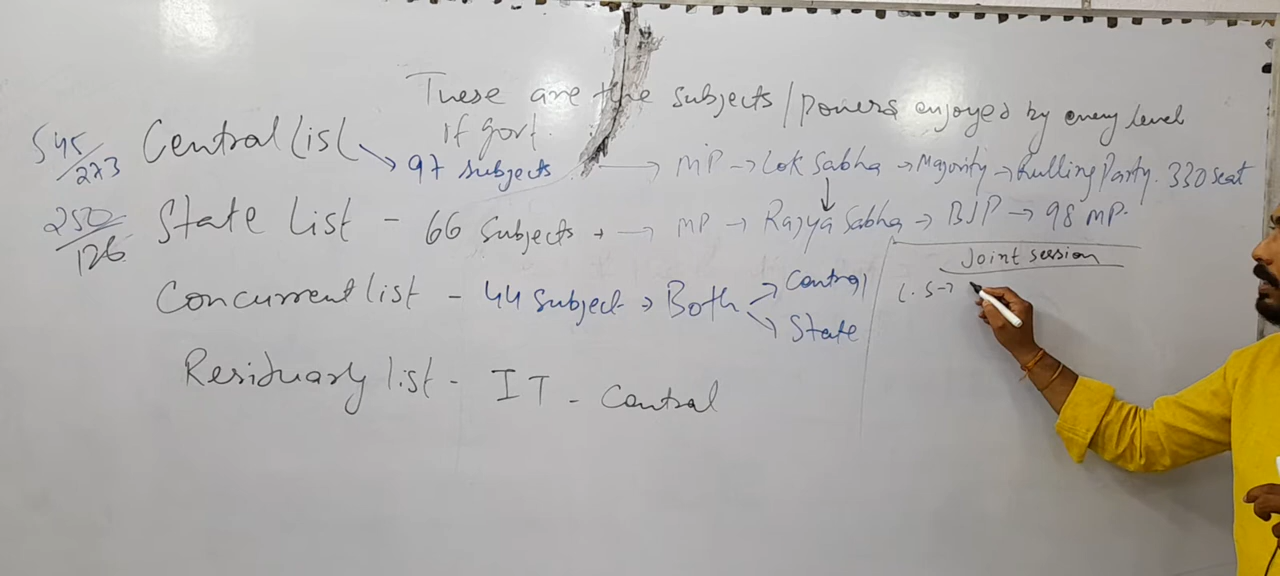 These are the subjects / powers enjoyed by every level
If govt.
545/273 Central list → 97 subjects → MP → Lok Sabha → Majority → Rulling Party. 330 seat
250/126 State list - 66 Subjects + → MP → Rajya Sabha → BJP → 98 MP.
Joint session
Concurrent list - 44 Subject → Both → Central
L.S →
State
Residuary list - IT - Central